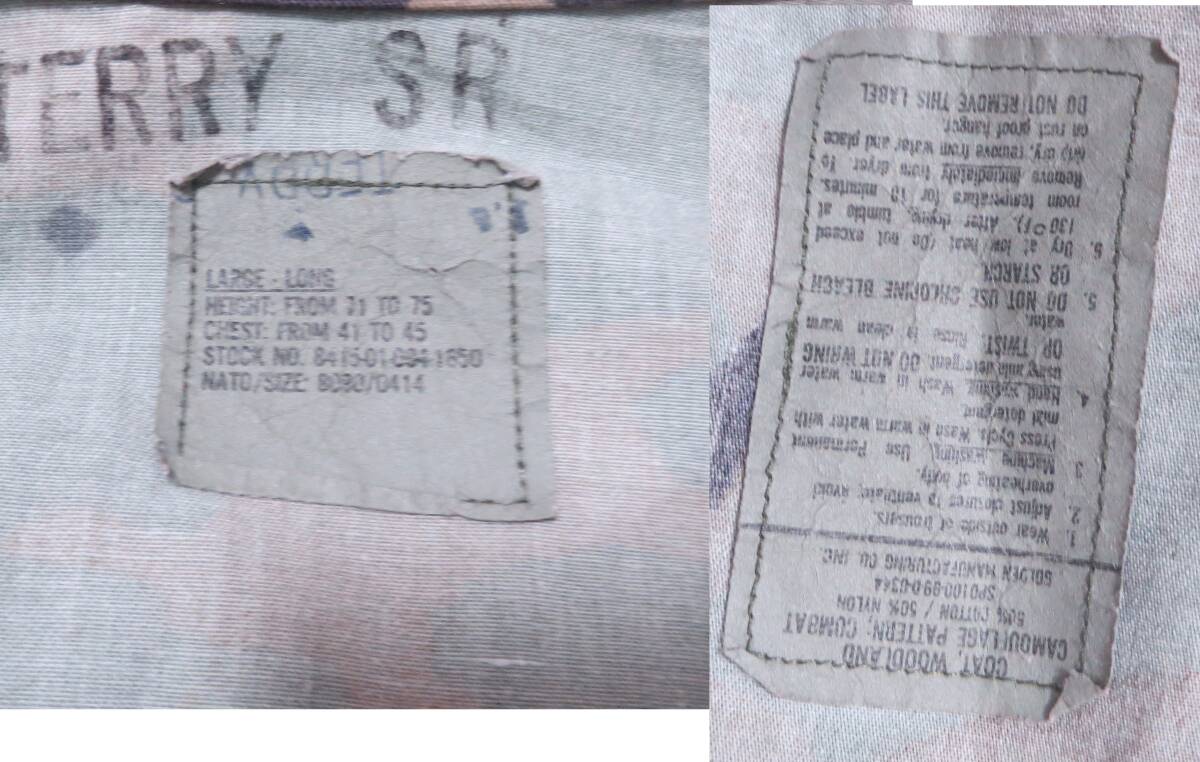 TERRY SR
LARGE - LONG
HEIGHT: FROM 71 TO 75
CHEST: FROM 41 TO 45
STOCK NO. 8415-01-084-1650
NATO/SIZE: 8090/0414
COAT, WOODLAND
CAMOUFLAGE PATTERN: COMBAT
50% COTTON / 50% NYLON
SPO100-99-D-0344
GOLDEN MANUFACTURING CO. INC.
1. Wear outside of trousers.
2. Adjust closures to ventilate, avoid
overheating of body.
3. Machine washing Use Permanent
Press Cycle. Wash in warm water with
mild detergent
4. Hand washing Wash in warm water
using mild detergent. DO NOT WRING
OR TWIST. Rinse in clean warm
water.
5. DO NOT USE CHLORINE BLEACH
OR STARCH
6. Dry at low heat (Do not exceed
130°F). After drying tumble at
room temperature for 10 minutes.
Remove immediately from dryer. To
drip dry, remove from water and place
on rust proof hanger.
DO NOT REMOVE THIS LABEL